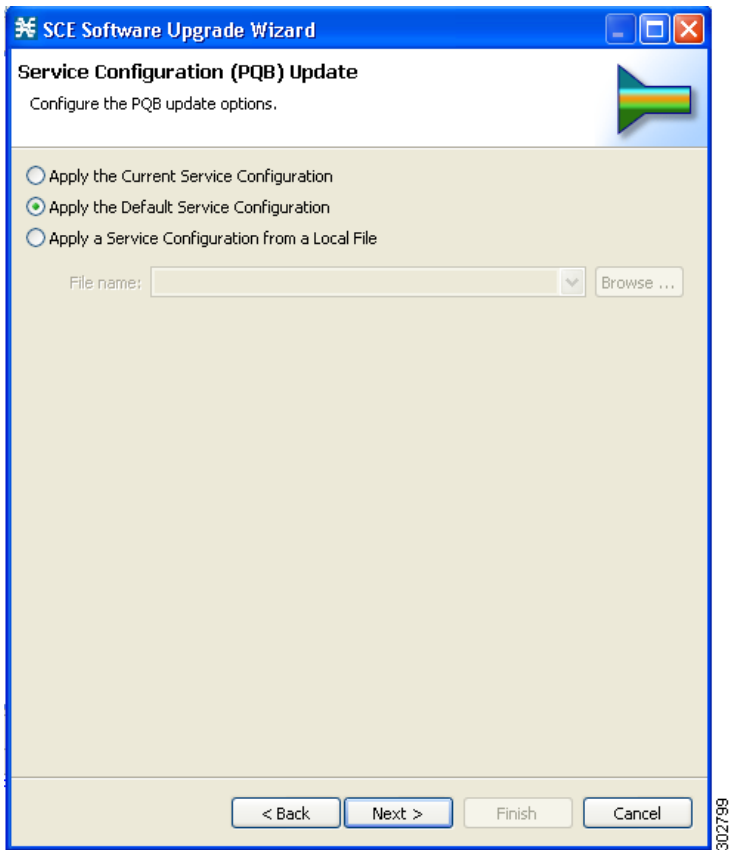 SCE Software Upgrade Wizard
Service Configuration (PQB) Update
Configure the PQB update options.
Apply the Current Service Configuration
Apply the Default Service Configuration
Apply a Service Configuration from a Local File
File name:
Browse ...
< Back
Next >
Finish
Cancel
302799